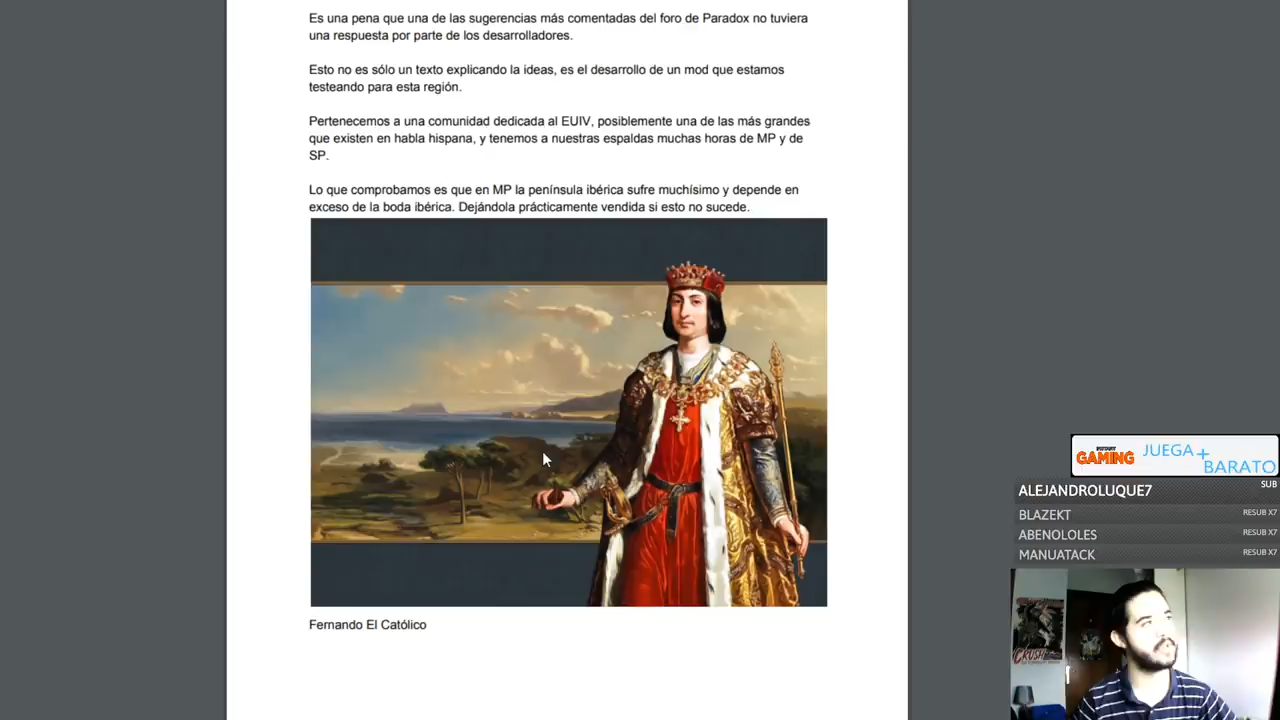 Es una pena que una de las sugerencias más comentadas del foro de Paradox no tuviera
una respuesta por parte de los desarrolladores.
Esto no es sólo un texto explicando la ideas, es el desarrollo de un mod que estamos
testeando para esta región.
Pertenecemos a una comunidad dedicada al EUIV, posiblemente una de las más grandes
que existen en habla hispana, y tenemos a nuestras espaldas muchas horas de MP y de
SP.
Lo que comprobamos es que en MP la península ibérica sufre muchísimo y depende en
exceso de la boda ibérica. Dejándola prácticamente vendida si esto no sucede.
Fernando El Católico
GAMING JUEGA+
BARATO
ALEJANDROLUQUE7 SUB
BLAZEKT RESUB X7
ABENOLOLES RESUB X7
MANUATACK RESUB X7
CRUSH